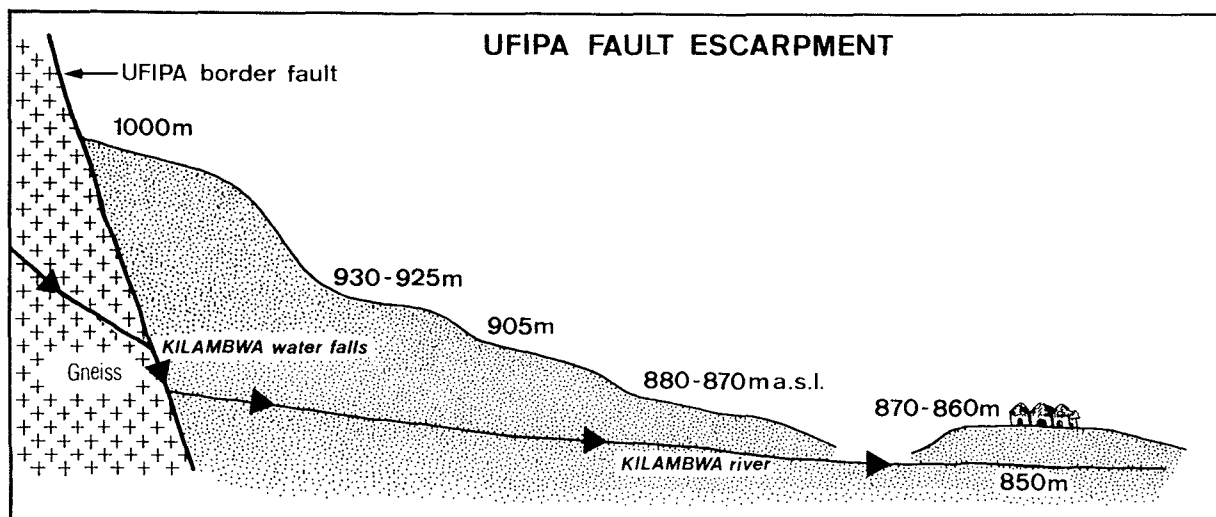 UFIPA FAULT ESCARPMENT
UFIPA border fault
1000m
930-925m
905m
KILAMBWA water falls
Gneiss
880-870m a.s.l.
870-860m
KILAMBWA river
850m